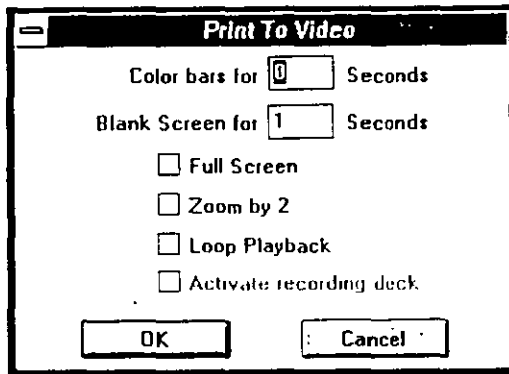 Print To Video
Color bars for 0 Seconds
Blank Screen for 1 Seconds
Full Screen
Zoom by 2
Loop Playback
Activate recording deck
OK Cancel